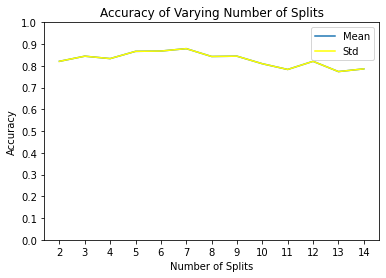 Accuracy of Varying Number of Splits
Mean
Std
Accuracy
1.0
0.9
0.8
0.7
0.6
0.5
0.4
0.3
0.2
0.1
0.0
2 3 4 5 6 7 8 9 10 11 12 13 14
Number of Splits